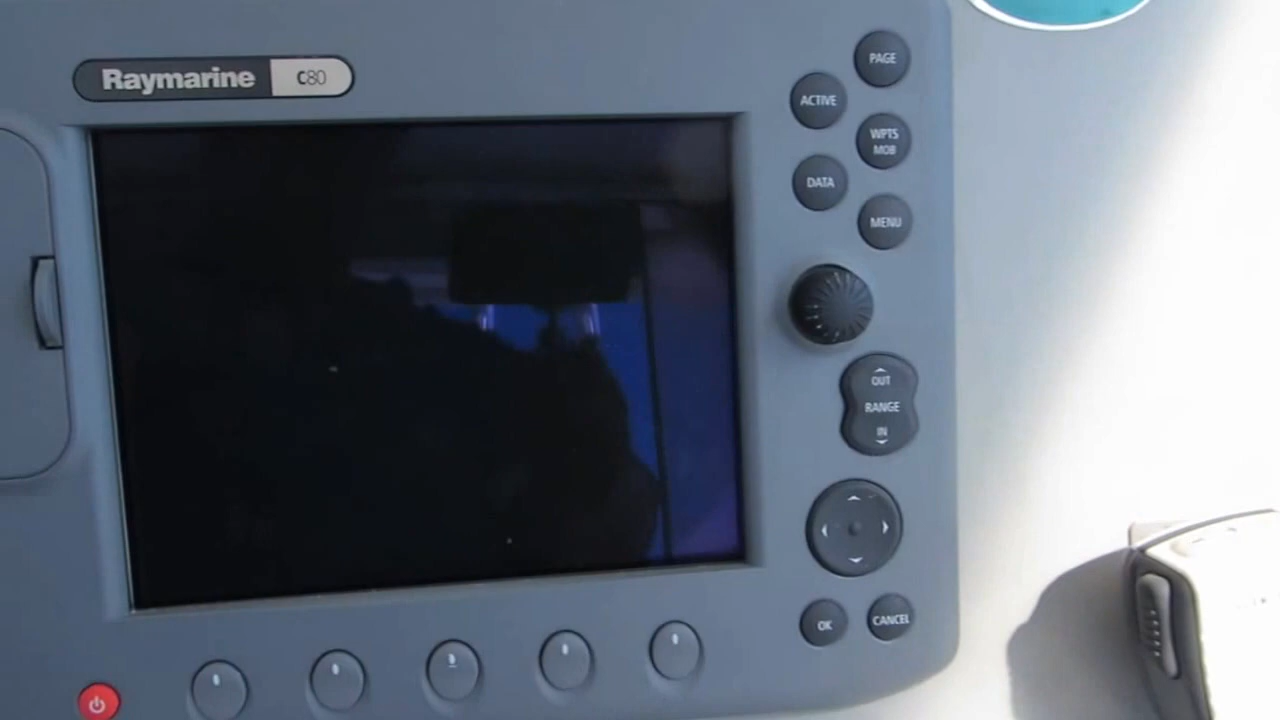 Raymarine C80
PAGE
ACTIVE
WPTS
MOB
DATA
MENU
OUT
RANGE
IN
OK
CANCEL